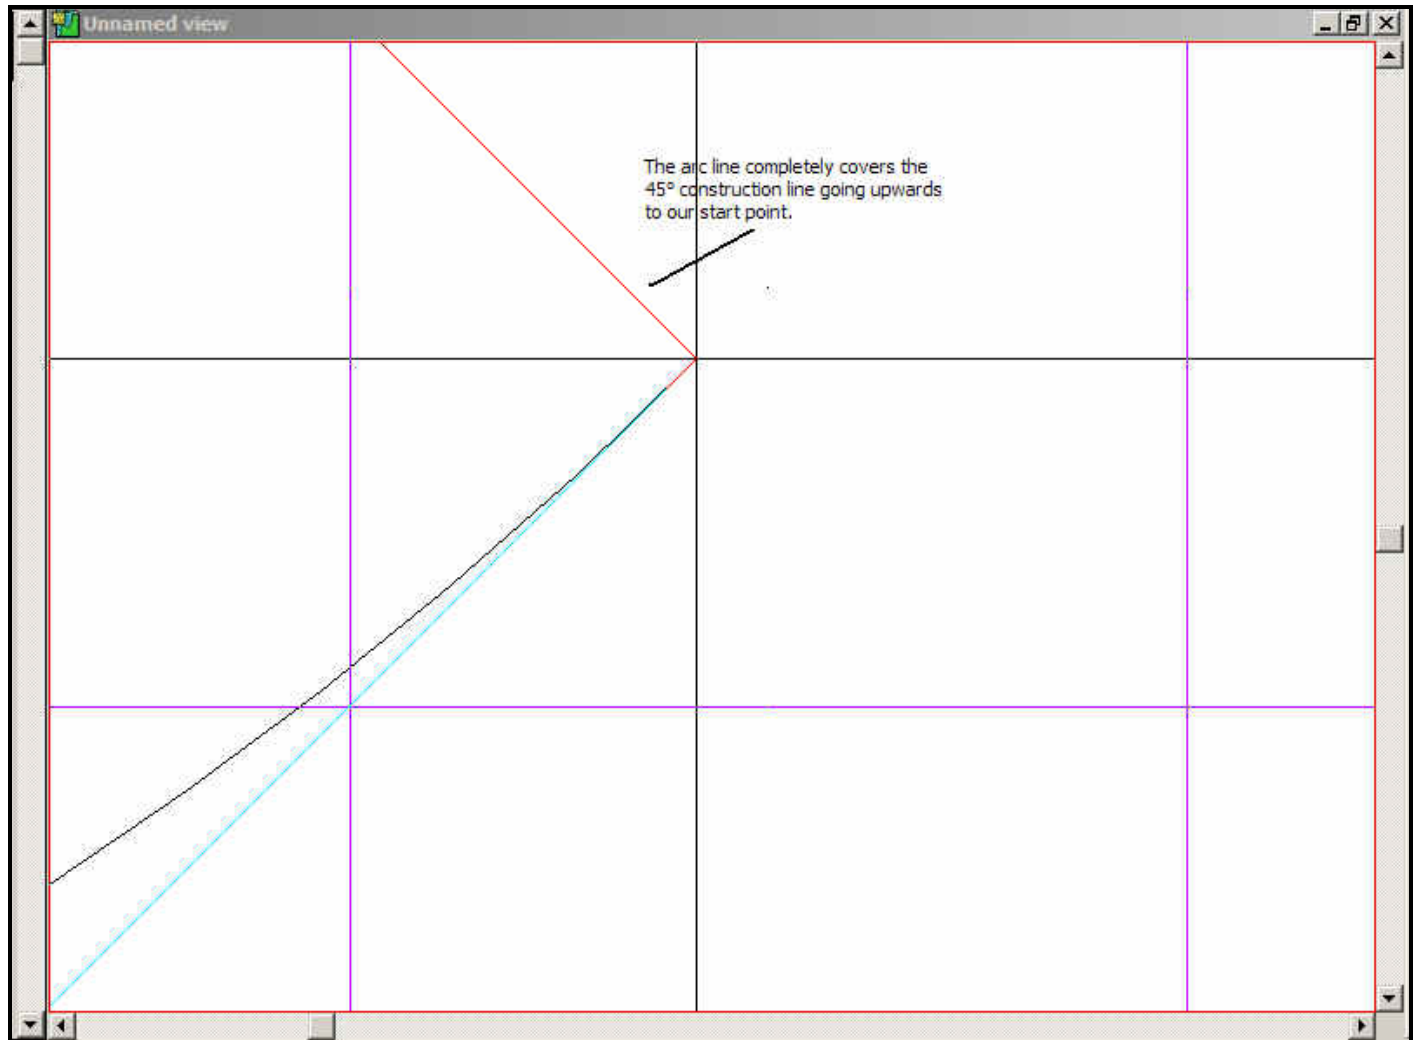 Unnamed view
The arc line completely covers the
45° construction line going upwards
to our start point.